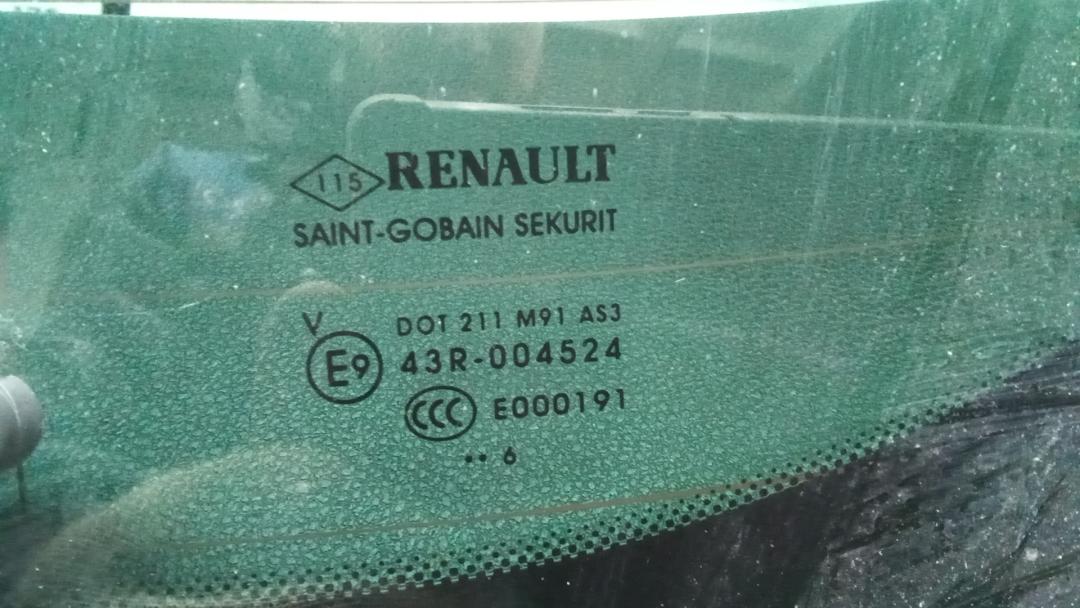 115 RENAULT
SAINT-GOBAIN SEKURIT
V DOT 211 M91 AS3
E9 43R-004524
CCC E000191
•• 6